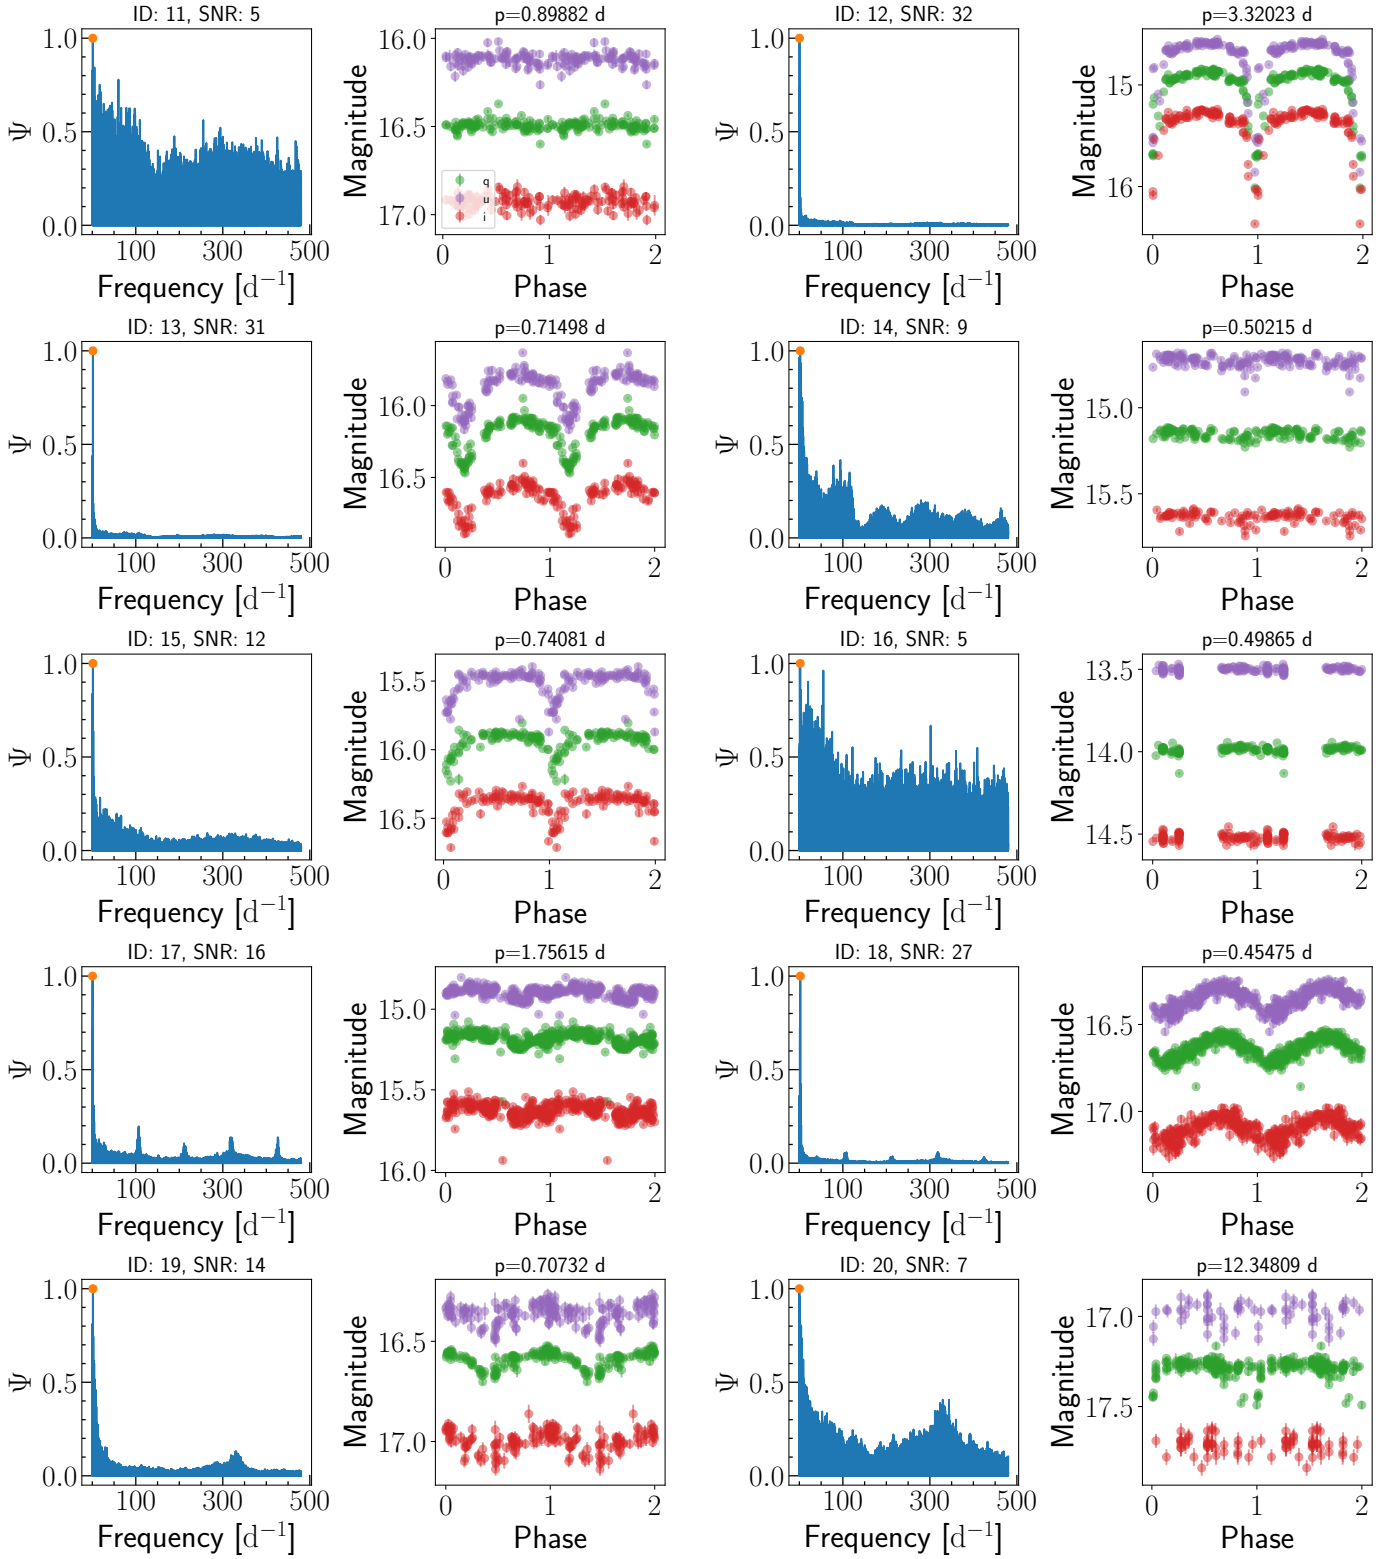 ID: 11, SNR: 5
p=0.89882 d
ID: 12, SNR: 32
p=3.32023 d
1.0
0.5
0.0
Ψ
100 300 500
Frequency [d⁻¹]
16.0
16.5
17.0
Magnitude
q
u
i
0 1 2
Phase
1.0
0.5
0.0
Ψ
100 300 500
Frequency [d⁻¹]
15
16
Magnitude
0 1 2
Phase
ID: 13, SNR: 31
p=0.71498 d
ID: 14, SNR: 9
p=0.50215 d
1.0
0.5
0.0
Ψ
100 300 500
Frequency [d⁻¹]
16.0
16.5
Magnitude
0 1 2
Phase
1.0
0.5
0.0
Ψ
100 300 500
Frequency [d⁻¹]
15.0
15.5
Magnitude
0 1 2
Phase
ID: 15, SNR: 12
p=0.74081 d
ID: 16, SNR: 5
p=0.49865 d
1.0
0.5
0.0
Ψ
100 300 500
Frequency [d⁻¹]
15.5
16.0
16.5
Magnitude
0 1 2
Phase
1.0
0.5
0.0
Ψ
100 300 500
Frequency [d⁻¹]
13.5
14.0
14.5
Magnitude
0 1 2
Phase
ID: 17, SNR: 16
p=1.75615 d
ID: 18, SNR: 27
p=0.45475 d
1.0
0.5
0.0
Ψ
100 300 500
Frequency [d⁻¹]
15.0
15.5
16.0
Magnitude
0 1 2
Phase
1.0
0.5
0.0
Ψ
100 300 500
Frequency [d⁻¹]
16.5
17.0
Magnitude
0 1 2
Phase
ID: 19, SNR: 14
p=0.70732 d
ID: 20, SNR: 7
p=12.34809 d
1.0
0.5
0.0
Ψ
100 300 500
Frequency [d⁻¹]
16.5
17.0
Magnitude
0 1 2
Phase
1.0
0.5
0.0
Ψ
100 300 500
Frequency [d⁻¹]
17.0
17.5
Magnitude
0 1 2
Phase